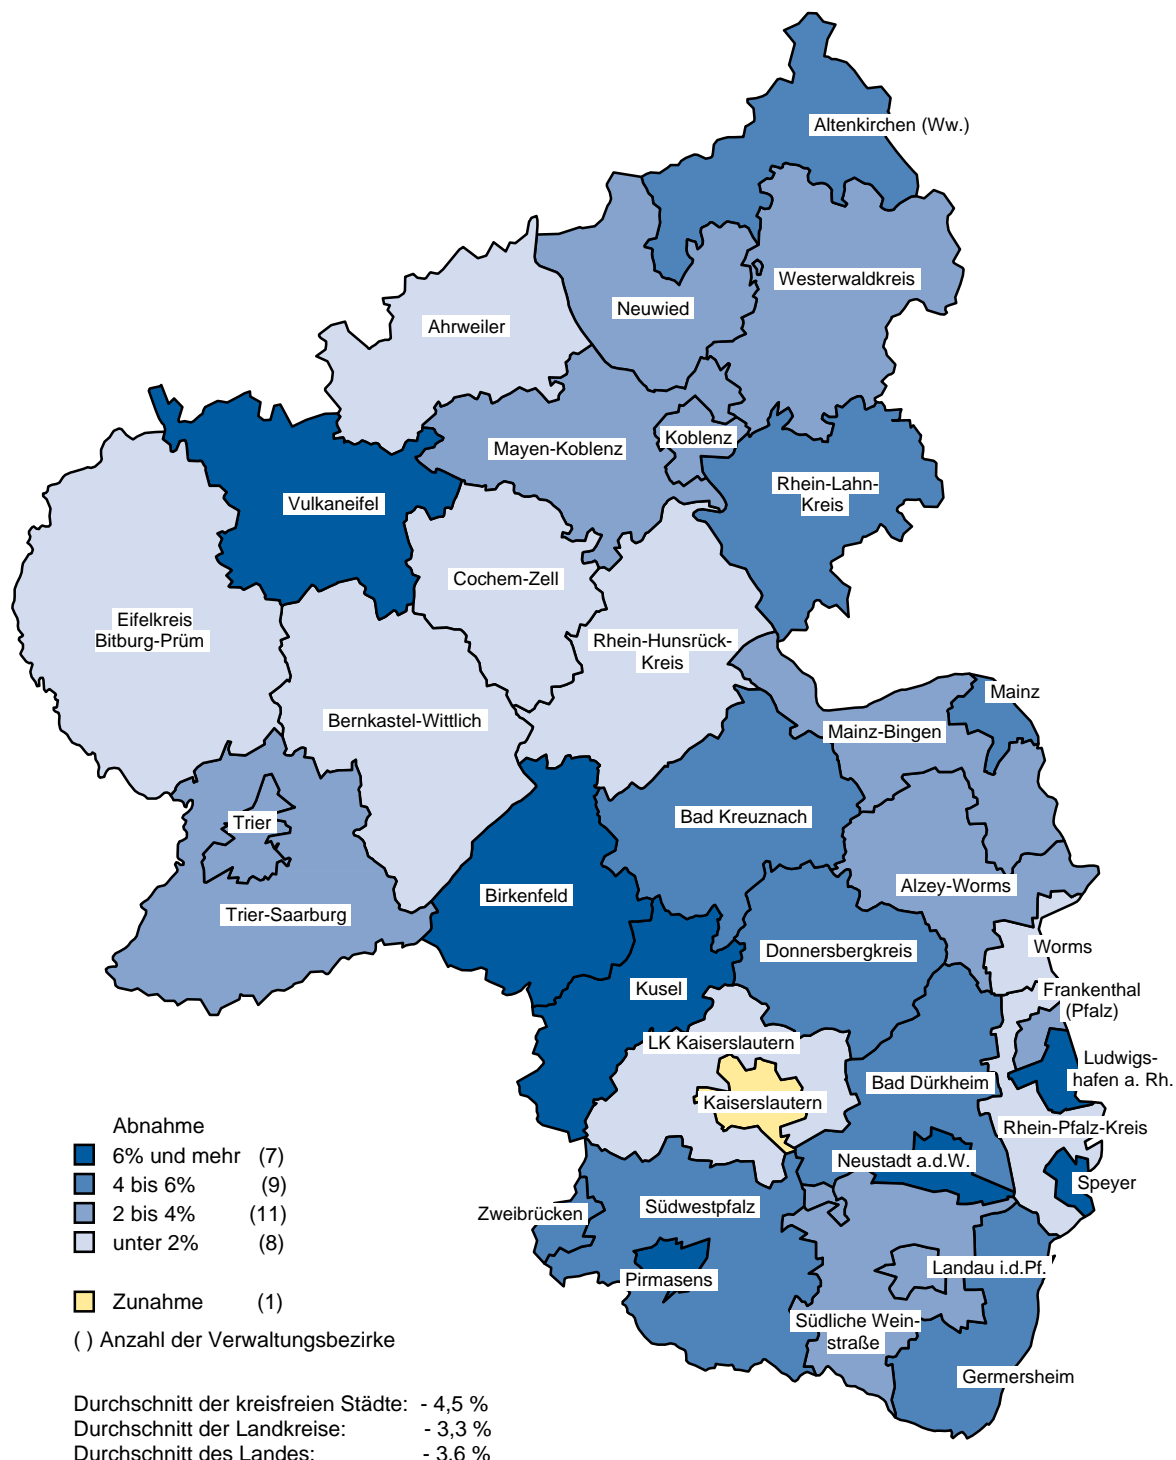 Altenkirchen (Ww.)
Westerwaldkreis
Neuwied
Ahrweiler
Koblenz
Mayen-Koblenz
Rhein-Lahn-
Kreis
Vulkaneifel
Cochem-Zell
Eifelkreis
Bitburg-Prüm
Rhein-Hunsrück-
Kreis
Mainz
Bernkastel-Wittlich
Mainz-Bingen
Trier
Bad Kreuznach
Alzey-Worms
Birkenfeld
Trier-Saarburg
Worms
Donnersbergkreis
Kusel
Frankenthal
(Pfalz)
LK Kaiserslautern
Ludwigs-
hafen a. Rh.
Bad Dürkheim
Kaiserslautern
Rhein-Pfalz-Kreis
Neustadt a.d.W.
Speyer
Zweibrücken
Südwestpfalz
Landau i.d.Pf.
Pirmasens
Südliche Wein-
straße
Germersheim
Abnahme
6% und mehr (7)
4 bis 6% (9)
2 bis 4% (11)
unter 2% (8)
Zunahme (1)
( ) Anzahl der Verwaltungsbezirke
Durchschnitt der kreisfreien Städte: - 4,5 %
Durchschnitt der Landkreise: - 3,3 %
Durchschnitt des Landes: - 3,6 %